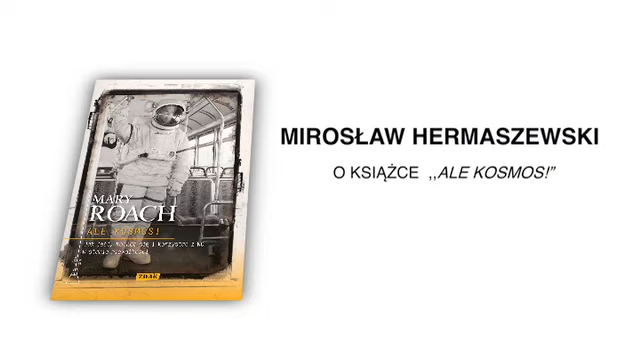 MARY
ROACH
ALE KOSMOS!
znak
MIROSŁAW HERMASZEWSKI
O KSIĄŻCE ,,ALE KOSMOS!”